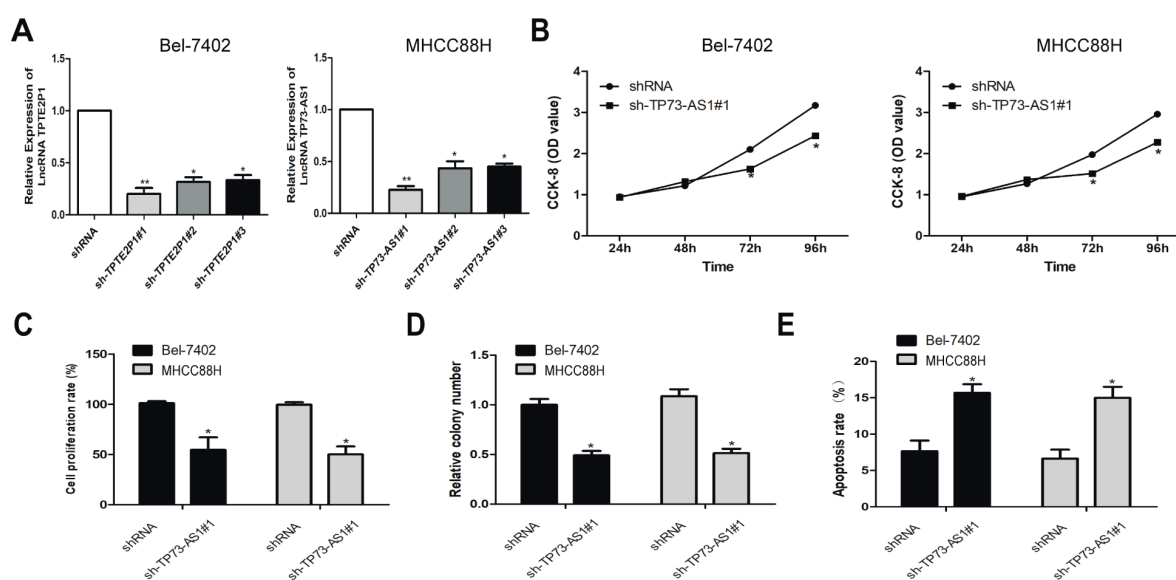 A
Bel-7402
Relative Expression of
LncRNA TPTE2P1
1.5
1.0
0.5
0.0
**
*
*
shRNA
sh-TPTE2P1#1
sh-TPTE2P1#2
sh-TPTE2P1#3
MHCC88H
Relative Expression of
LncRNA TP73-AS1
1.5
1.0
0.5
0.0
**
*
*
shRNA
sh-TP73-AS1#1
sh-TP73-AS1#2
sh-TP73-AS1#3
B
Bel-7402
CCK-8 (OD value)
4
3
2
1
0
shRNA
sh-TP73-AS1#1
*
*
24h 48h 72h 96h
Time
MHCC88H
CCK-8 (OD value)
4
3
2
1
0
shRNA
sh-TP73-AS1#1
*
*
24h 48h 72h 96h
Time
C
Bel-7402
MHCC88H
Cell proliferation rate (%)
150
100
50
0
*
*
shRNA
sh-TP73-AS1#1
shRNA
sh-TP73-AS1#1
D
Bel-7402
MHCC88H
Relative colony number
1.5
1.0
0.5
0.0
*
*
shRNA
sh-TP73-AS1#1
shRNA
sh-TP73-AS1#1
E
Bel-7402
MHCC88H
Apoptosis rate （%）
20
15
10
5
0
*
*
shRNA
sh-TP73-AS1#1
shRNA
sh-TP73-AS1#1